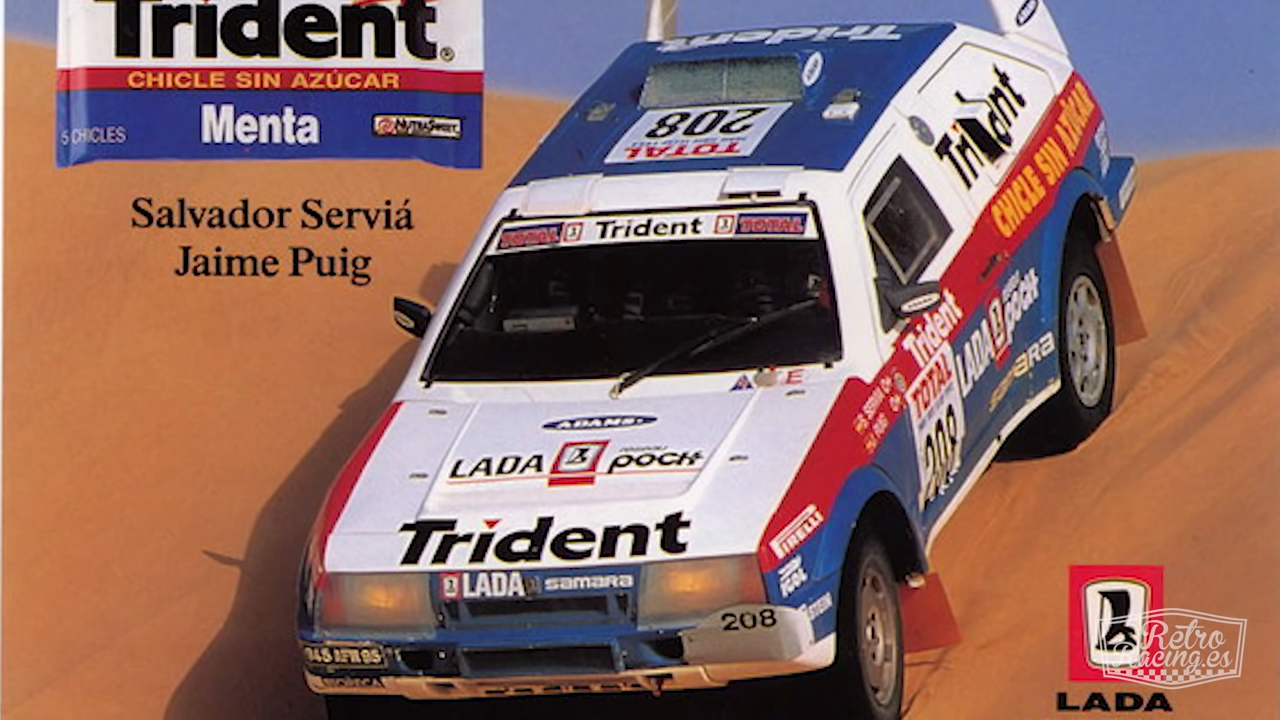 Trident®
CHICLE SIN AZÚCAR
Menta
5 CHICLES
NutraSweet
Salvador Serviá
Jaime Puig
Trident
208
TOTAL
Trident
CHICLE SIN AZÚCAR
TOTAL Trident TOTAL
Trident
TOTAL
208
LADA poch
samara
ADAMS
LADA poch
Trident
LADA samara
PIRELLI
IGOL
208
LADA
Retro
Racing.es